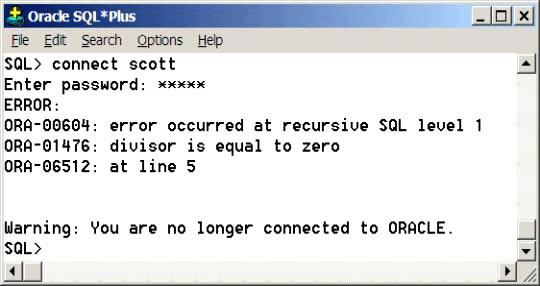 Oracle SQL*Plus
File Edit Search Options Help
SQL> connect scott
Enter password: *****
ERROR:
ORA-00604: error occurred at recursive SQL level 1
ORA-01476: divisor is equal to zero
ORA-06512: at line 5
Warning: You are no longer connected to ORACLE.
SQL>